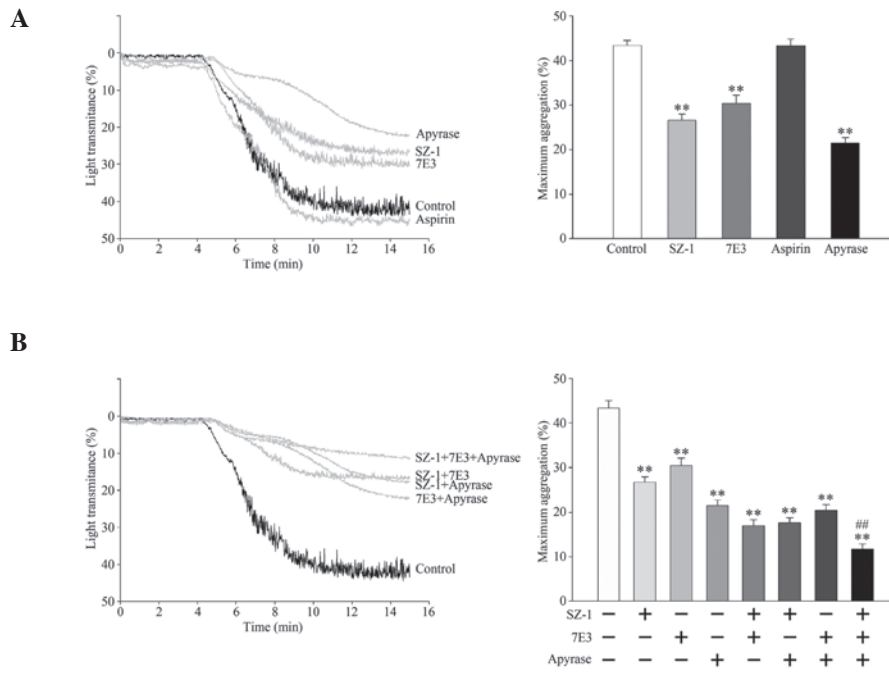 A
0
10
20
30
40
50
Light transmitance (%)
0 2 4 6 8 10 12 14 16
Time (min)
Apyrase
SZ-1
7E3
Control
Aspirin
50
40
30
20
10
0
Maximum aggregation (%)
** ** **
Control SZ-1 7E3 Aspirin Apyrase
B
0
10
20
30
40
50
Light transmitance (%)
0 2 4 6 8 10 12 14 16
Time (min)
SZ-1+7E3+Apyrase
SZ-1+7E3
SZ-1+Apyrase
7E3+Apyrase
Control
50
40
30
20
10
0
Maximum aggregation (%)
** ** ** ** ** ** ##
**
SZ-1 − + − − + + − +
7E3 − − + − + − + +
Apyrase − − − + − + + +